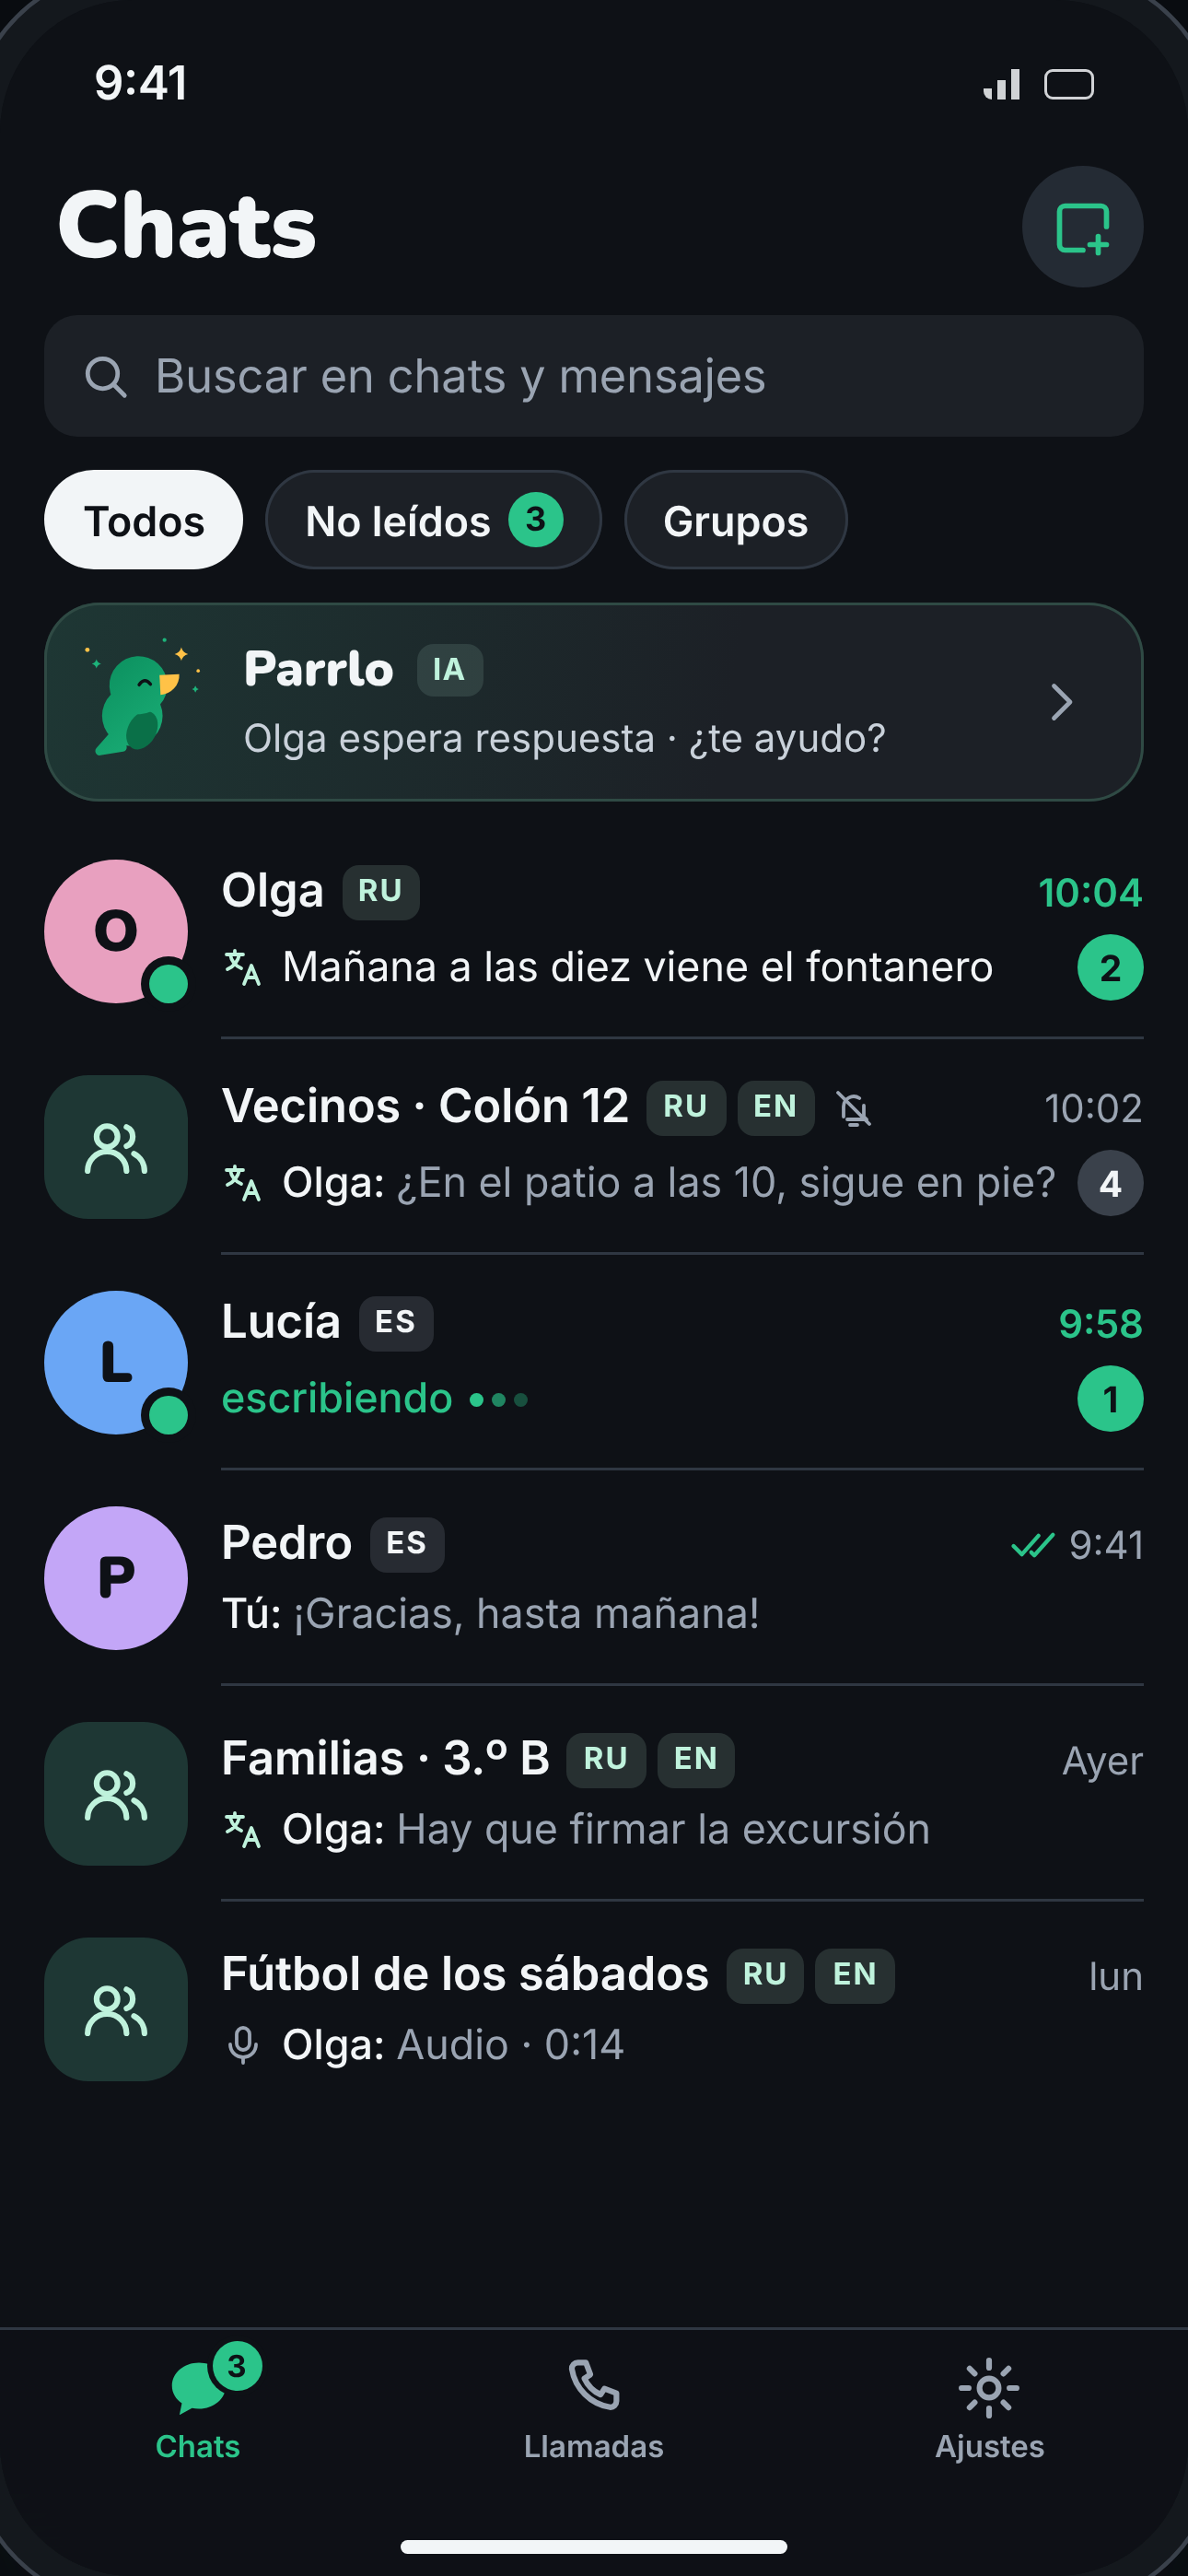 9:41
Chats
Buscar en chats y mensajes
Todos
No leídos 3
Grupos
Parrlo IA
Olga espera respuesta · ¿te ayudo?
O
Olga RU 10:04
Mañana a las diez viene el fontanero 2
Vecinos · Colón 12 RU EN 10:02
Olga: ¿En el patio a las 10, sigue en pie? 4
L
Lucía ES 9:58
escribiendo 1
P
Pedro ES 9:41
Tú: ¡Gracias, hasta mañana!
Familias · 3.º B RU EN Ayer
Olga: Hay que firmar la excursión
Fútbol de los sábados RU EN lun
Olga: Audio · 0:14
3
Chats
Llamadas
Ajustes